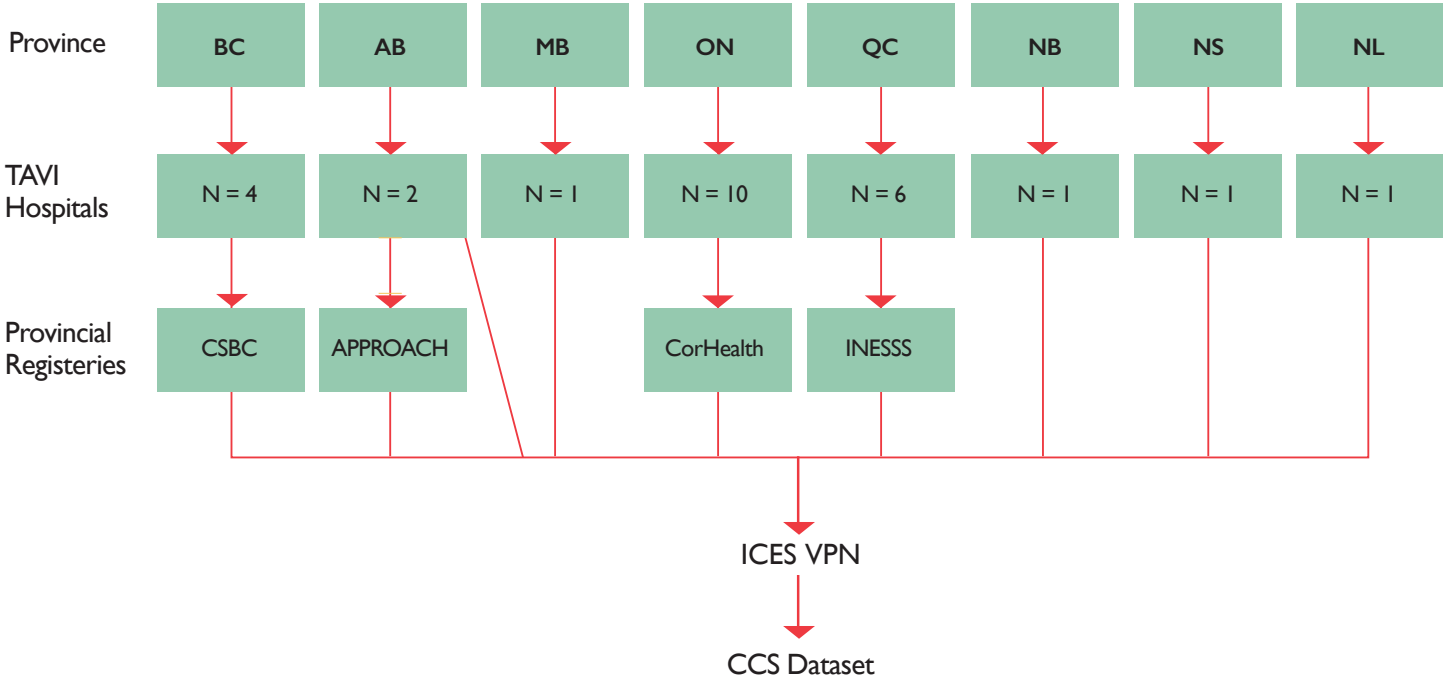 Province
BC
AB
MB
ON
QC
NB
NS
NL
TAVI
Hospitals
N = 4
N = 2
N = 1
N = 10
N = 6
N = 1
N = 1
N = 1
Provincial
Registeries
CSBC
APPROACH
CorHealth
INESSS
ICES VPN
CCS Dataset